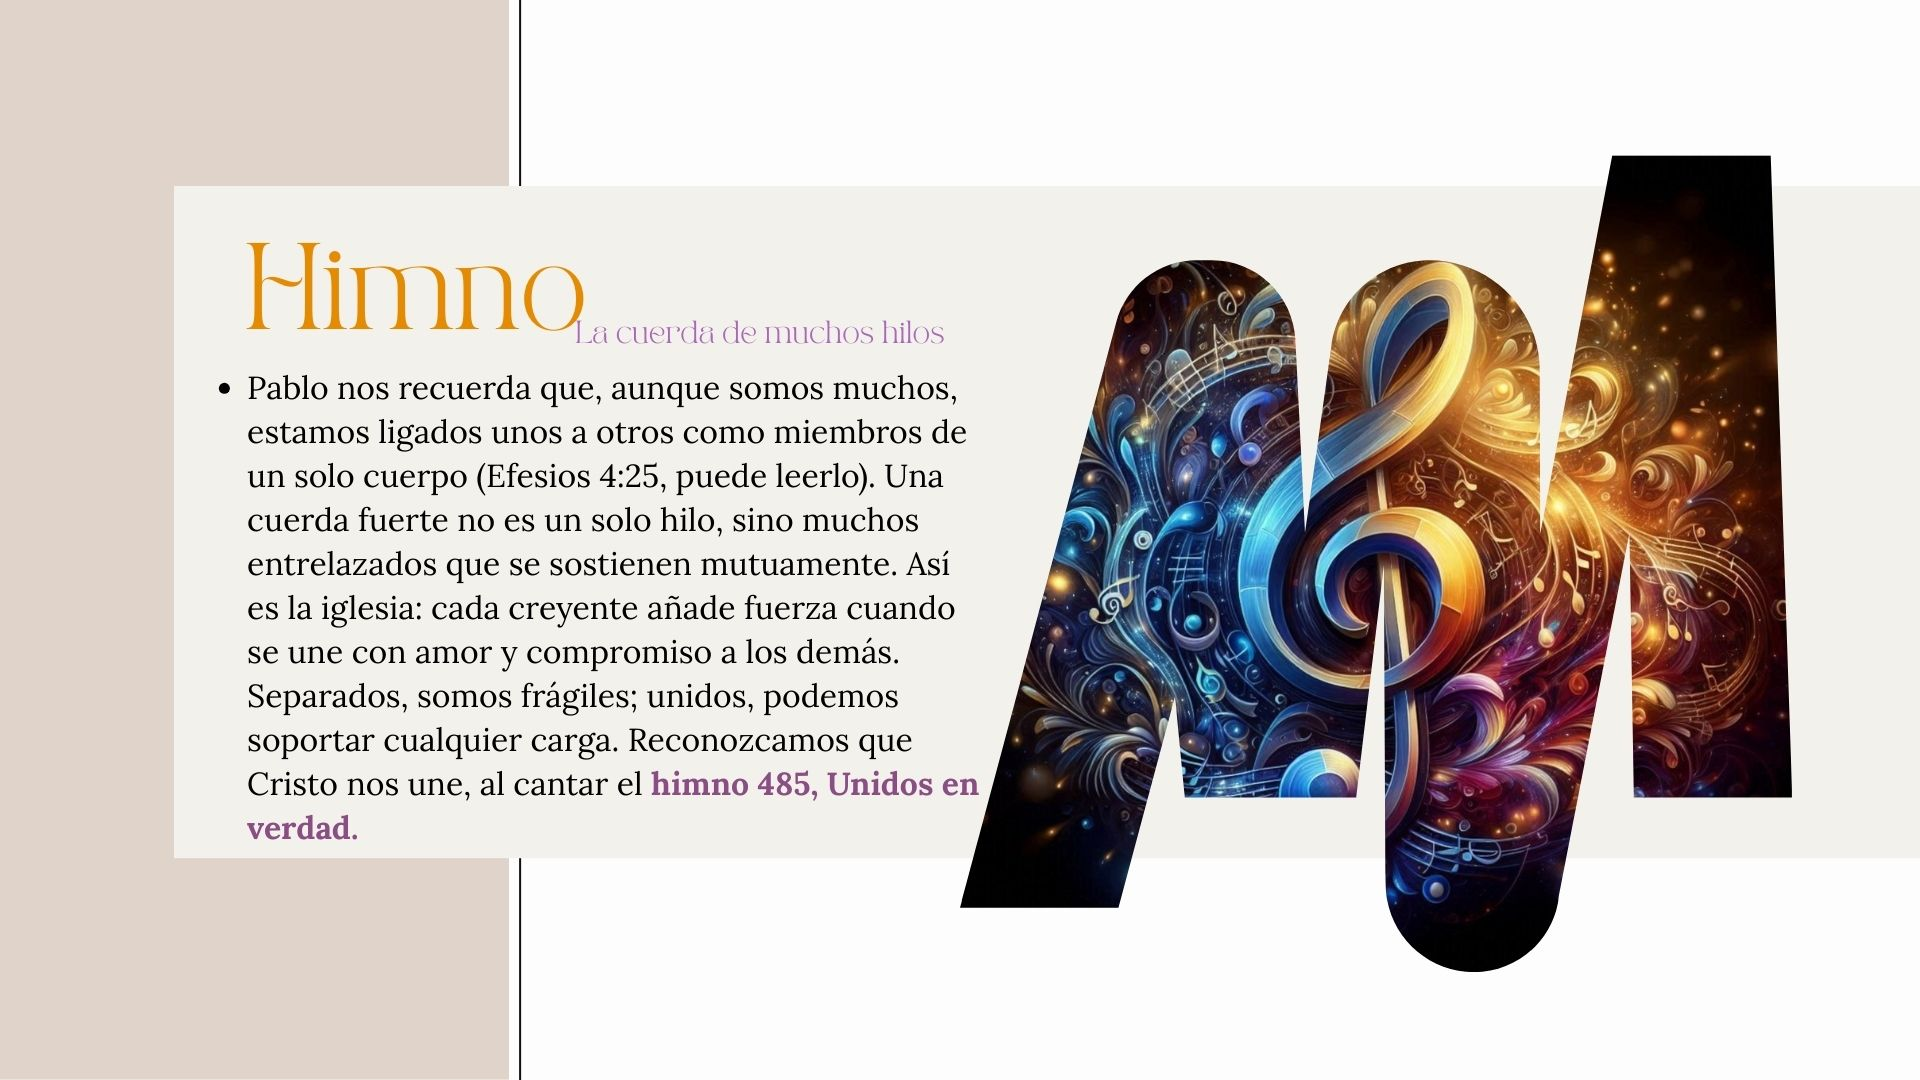 Himno
La cuerda de muchos hilos
• Pablo nos recuerda que, aunque somos muchos,
estamos ligados unos a otros como miembros de
un solo cuerpo (Efesios 4:25, puede leerlo). Una
cuerda fuerte no es un solo hilo, sino muchos
entrelazados que se sostienen mutuamente. Así
es la iglesia: cada creyente añade fuerza cuando
se une con amor y compromiso a los demás.
Separados, somos frágiles; unidos, podemos
soportar cualquier carga. Reconozcamos que
Cristo nos une, al cantar el himno 485, Unidos en
verdad.